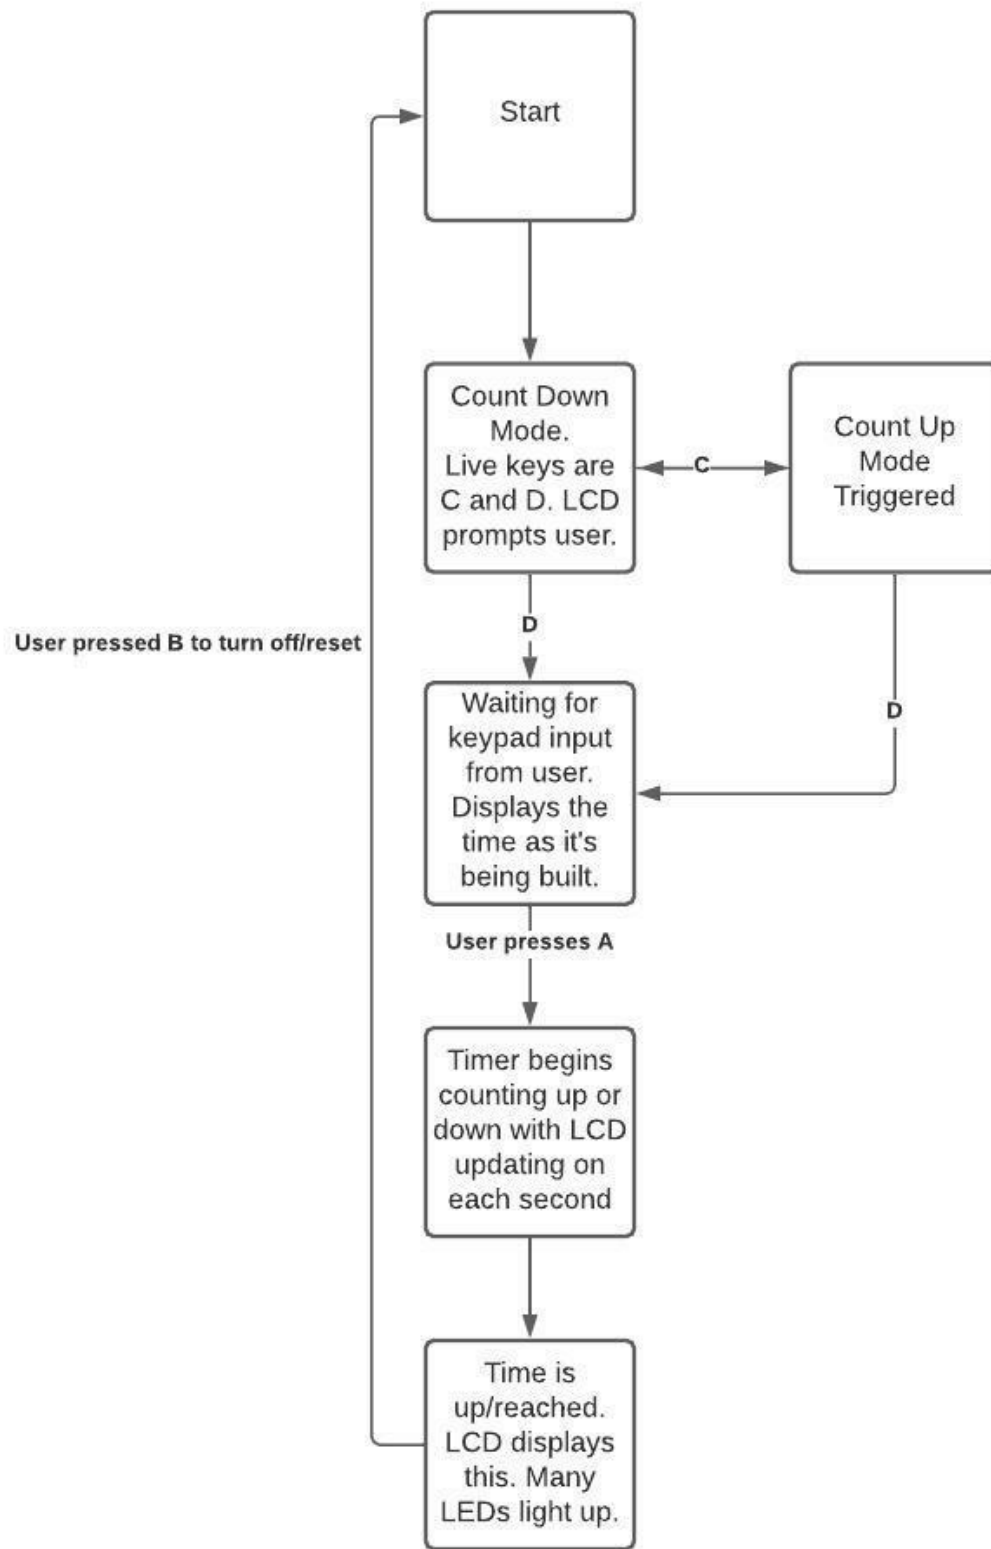 Start
Count Down
Mode.
Live keys are
C and D. LCD
prompts user.
C
Count Up
Mode
Triggered
D
User pressed B to turn off/reset
Waiting for
keypad input
from user.
Displays the
time as it's
being built.
D
User presses A
Timer begins
counting up or
down with LCD
updating on
each second
Time is
up/reached.
LCD displays
this. Many
LEDs light up.